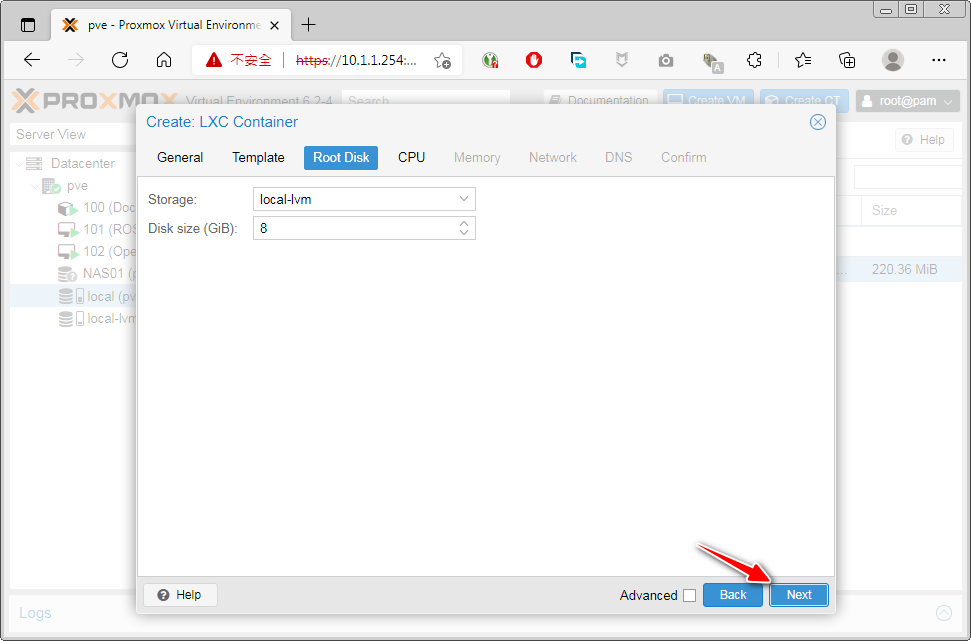 pve - Proxmox Virtual Environme
不安全
https://10.1.1.254:...
A
PROXMOX Virtual Environment 6.2-4
Search
Documentation
Create VM
Create CT
root@pam
Server View
Help
Datacenter
pve
100 (Doc
101 (ROS
102 (Ope
NAS01 (p
local (pv
local-lvm
Size
...
220.36 MiB
Create: LXC Container
General
Template
Root Disk
CPU
Memory
Network
DNS
Confirm
Storage:
local-lvm
Disk size (GiB):
8
Help
Advanced
Back
Next
Logs